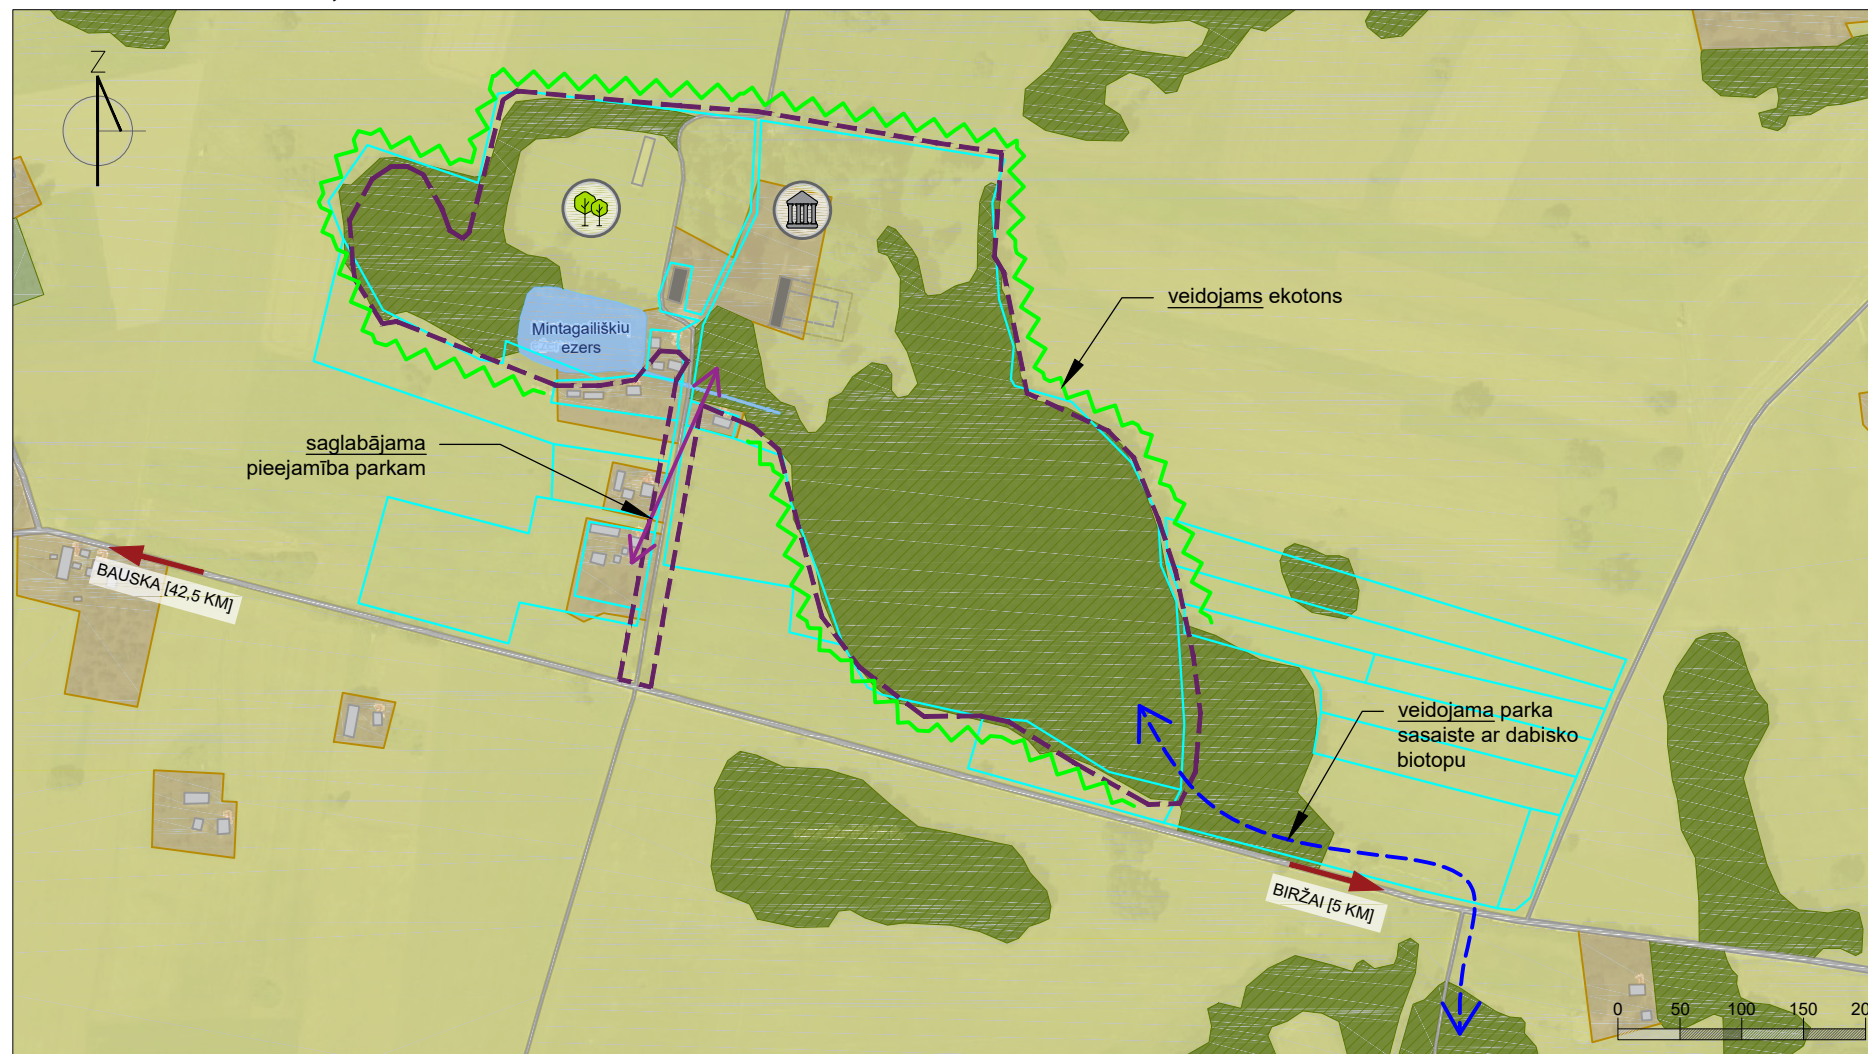 Z
Mintagailiškiu
ezers
veidojams ekotons
saglabājama
pieejamība parkam
BAUSKA [42,5 KM]
veidojama parka
sasaiste ar dabisko
biotopu
BIRŽAI [5 KM]
0 50 100 150 20